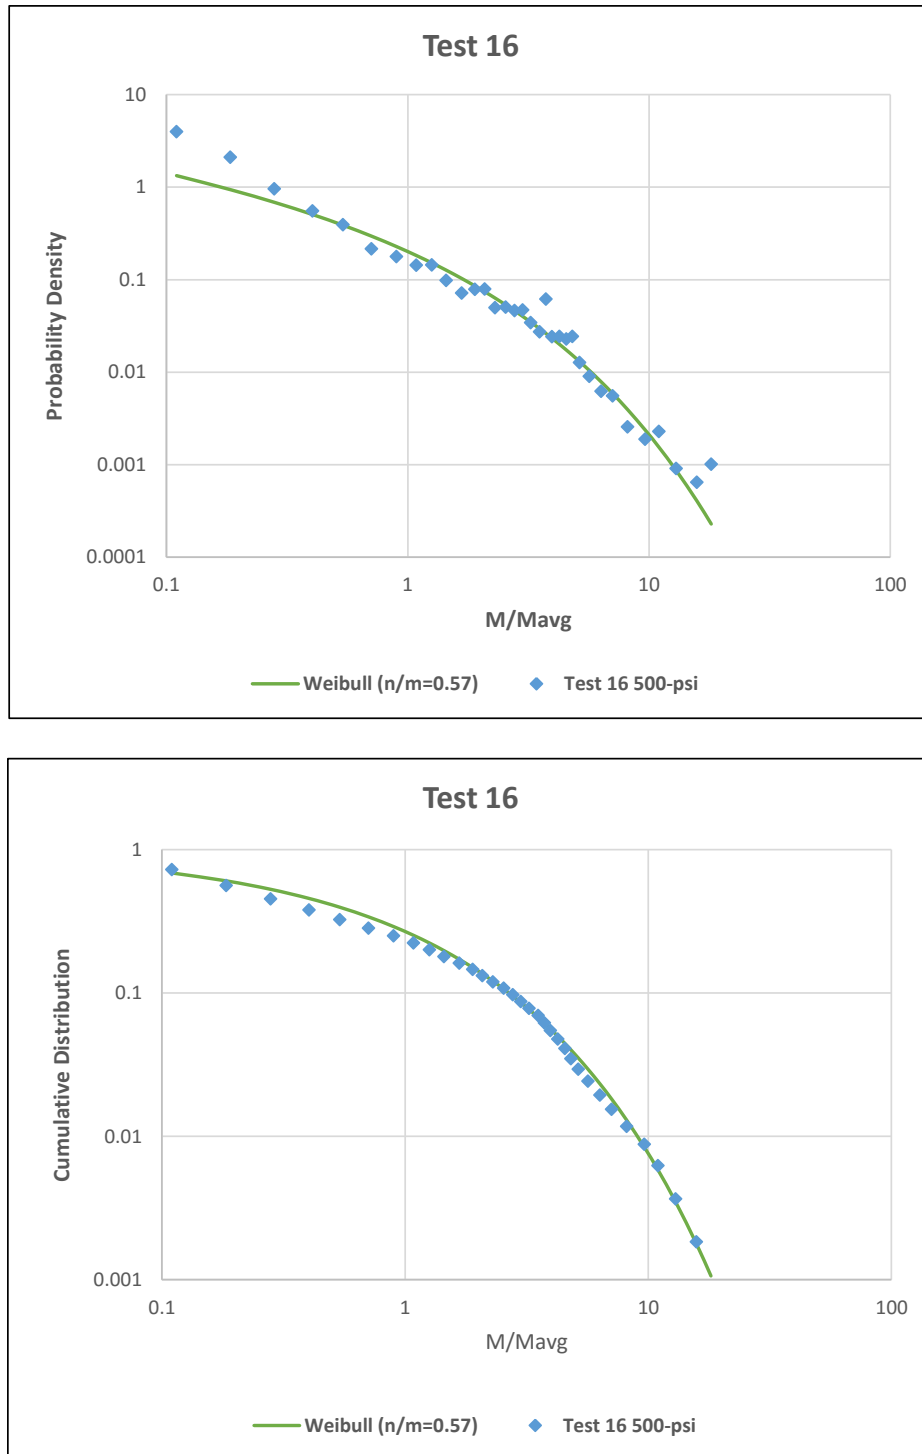 Test 16
10
1
0.1
0.01
0.001
0.0001
Probability Density
0.1 1 10 100
M/Mavg
Weibull (n/m=0.57) Test 16 500-psi
Test 16
1
0.1
0.01
0.001
Cumulative Distribution
0.1 1 10 100
M/Mavg
Weibull (n/m=0.57) Test 16 500-psi